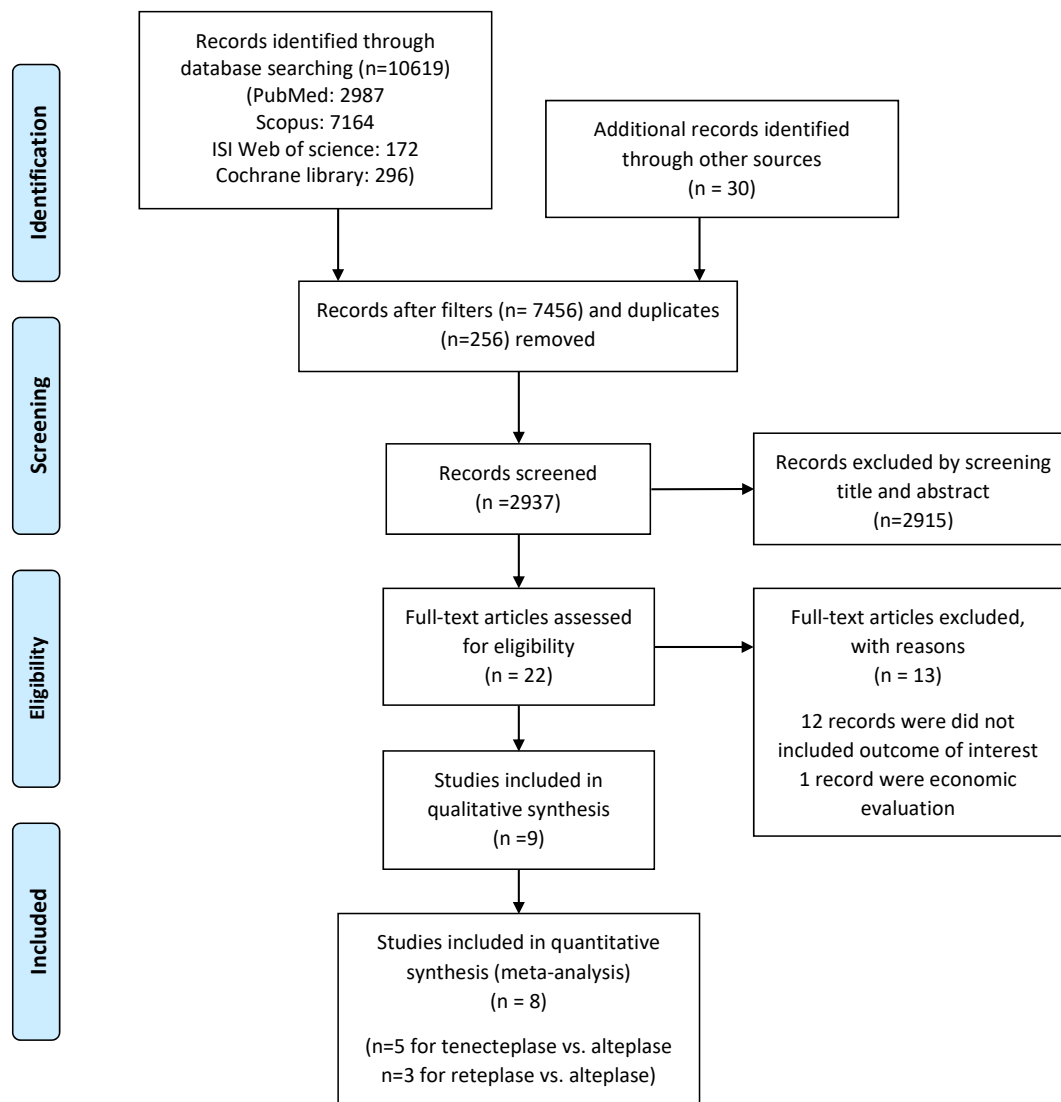 Records identified through
database searching (n=10619)
(PubMed: 2987
Scopus: 7164
ISI Web of science: 172
Cochrane library: 296)
Additional records identified
through other sources
(n = 30)
Identification
Records after filters (n= 7456) and duplicates
(n=256) removed
Screening
Records screened
(n =2937)
Records excluded by screening
title and abstract
(n=2915)
Eligibility
Full-text articles assessed
for eligibility
(n = 22)
Full-text articles excluded,
with reasons
(n = 13)
12 records were did not
included outcome of interest
1 record were economic
evaluation
Studies included in
qualitative synthesis
(n =9)
Included
Studies included in quantitative
synthesis (meta-analysis)
(n = 8)
(n=5 for tenecteplase vs. alteplase
n=3 for reteplase vs. alteplase)